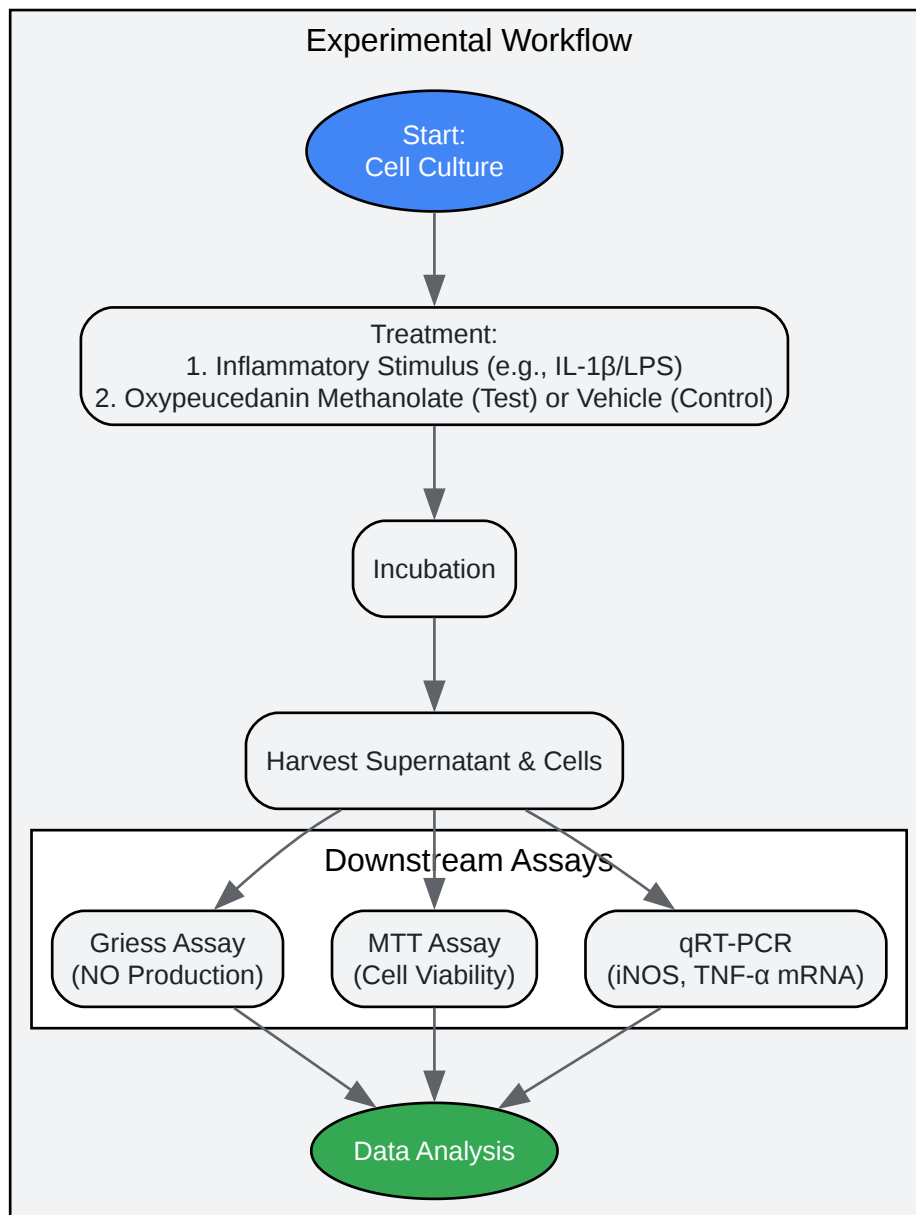 Experimental Workflow
Start:
Cell Culture
Treatment:
1. Inflammatory Stimulus (e.g., IL-1β/LPS)
2. Oxypeucedanin Methanolate (Test) or Vehicle (Control)
Incubation
Harvest Supernatant & Cells
Downstream Assays
Griess Assay
(NO Production)
MTT Assay
(Cell Viability)
qRT-PCR
(iNOS, TNF-α mRNA)
Data Analysis